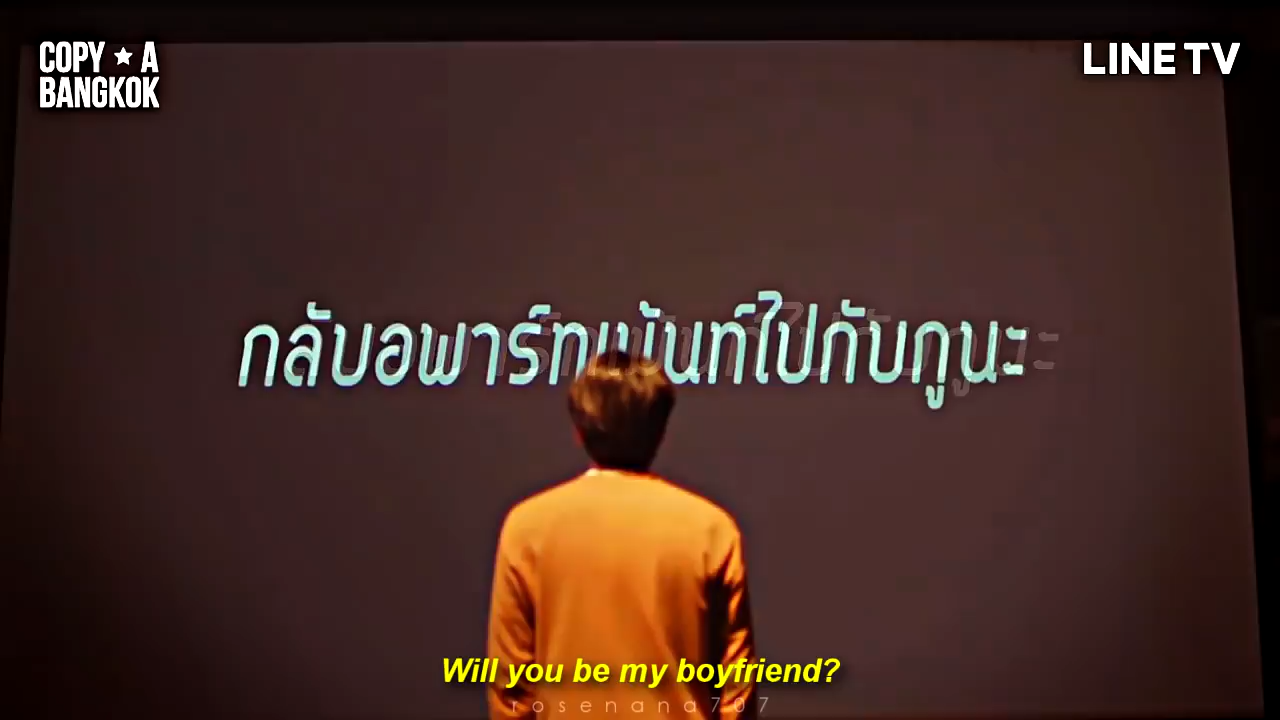 COPY ★ A
BANGKOK
LINE TV
กลับอพาร์ทเม้นท์ไปกับกูนะ
Will you be my boyfriend?
rosenana707